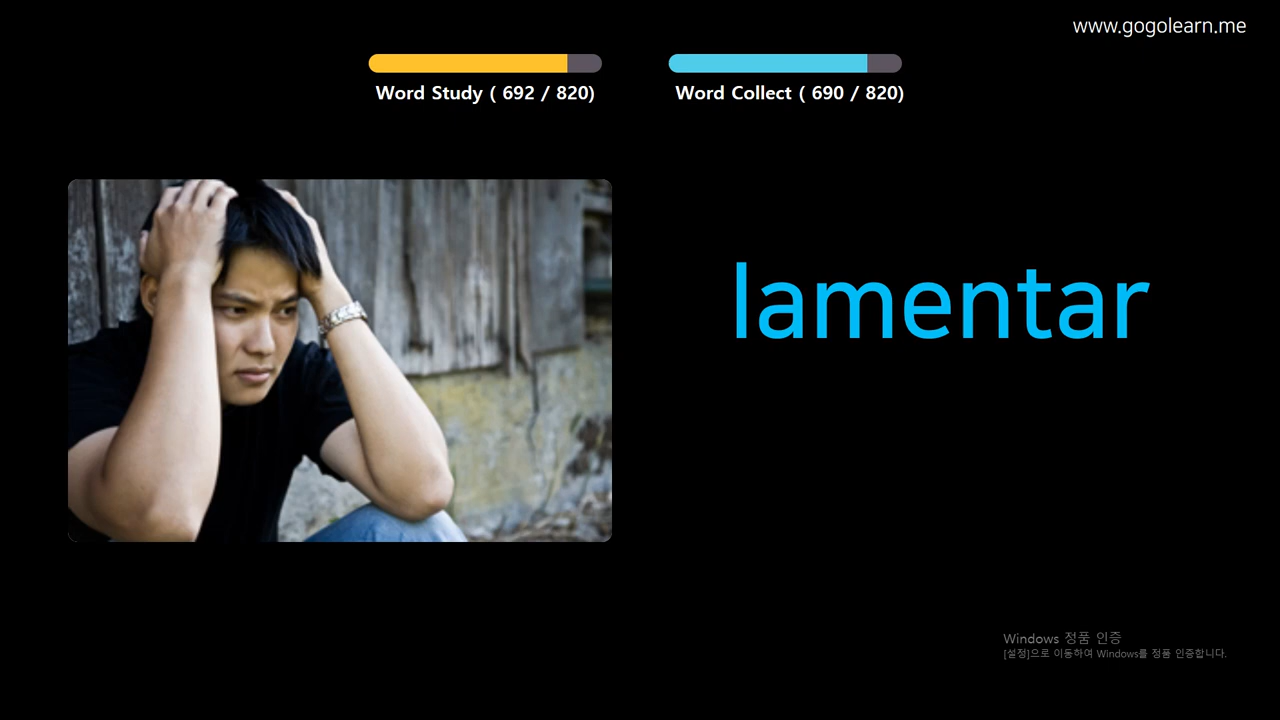 www.gogolearn.me
Word Study ( 692 / 820)
Word Collect ( 690 / 820)
lamentar
Windows 정품 인증
[설정]으로 이동하여 Windows를 정품 인증합니다.